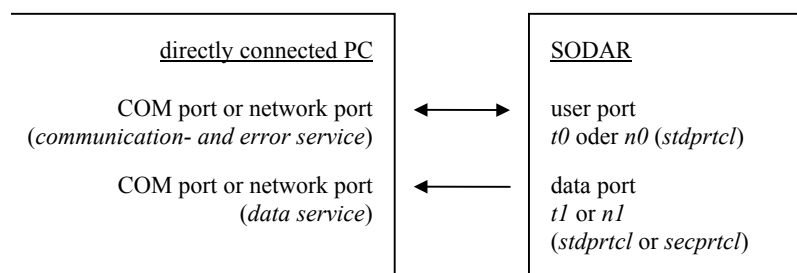 directly connected PC
COM port or network port
(communication- and error service)
COM port or network port
(data service)
SODAR
user port
t0 oder n0 (stdprtcl)
data port
t1 or n1
(stdprtcl or secprtcl)